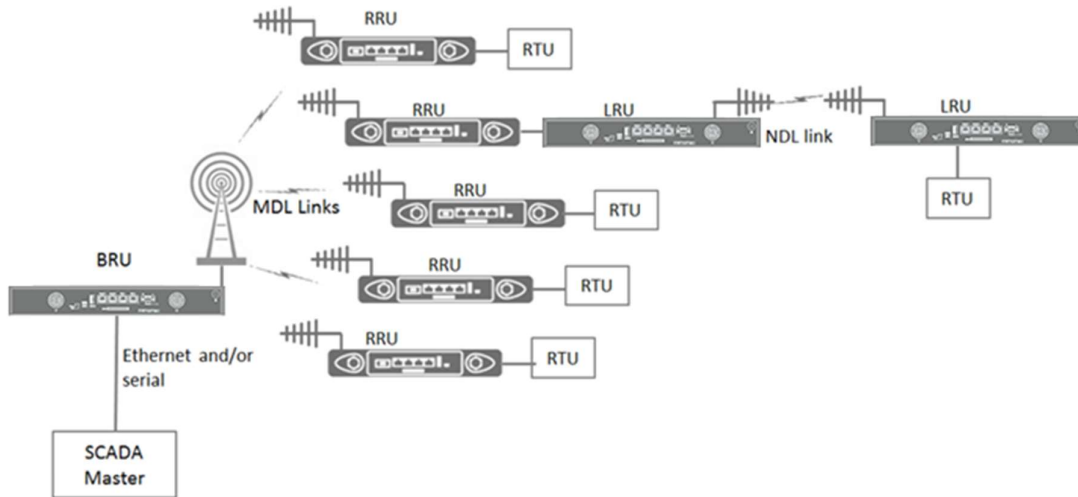 RRU
RTU
RRU
LRU
NDL link
LRU
RTU
MDL Links
RRU
RTU
BRU
RRU
RTU
RRU
RTU
Ethernet and/or
serial
SCADA
Master